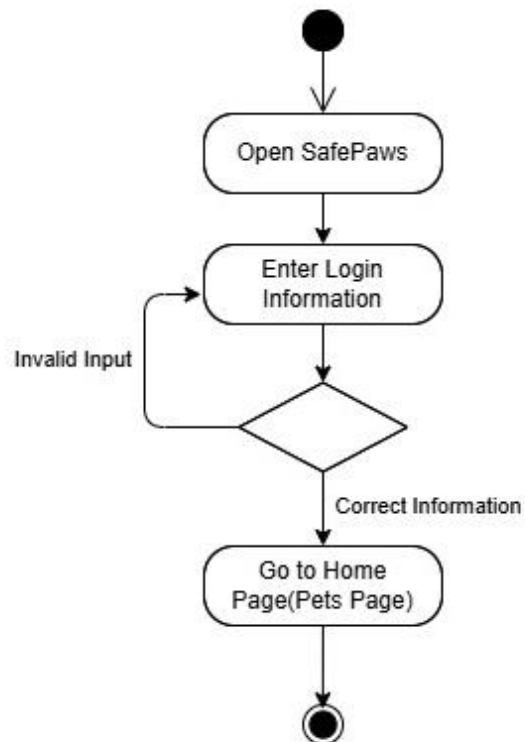 Open SafePaws
Enter Login
Information
Invalid Input
Correct Information
Go to Home
Page(Pets Page)